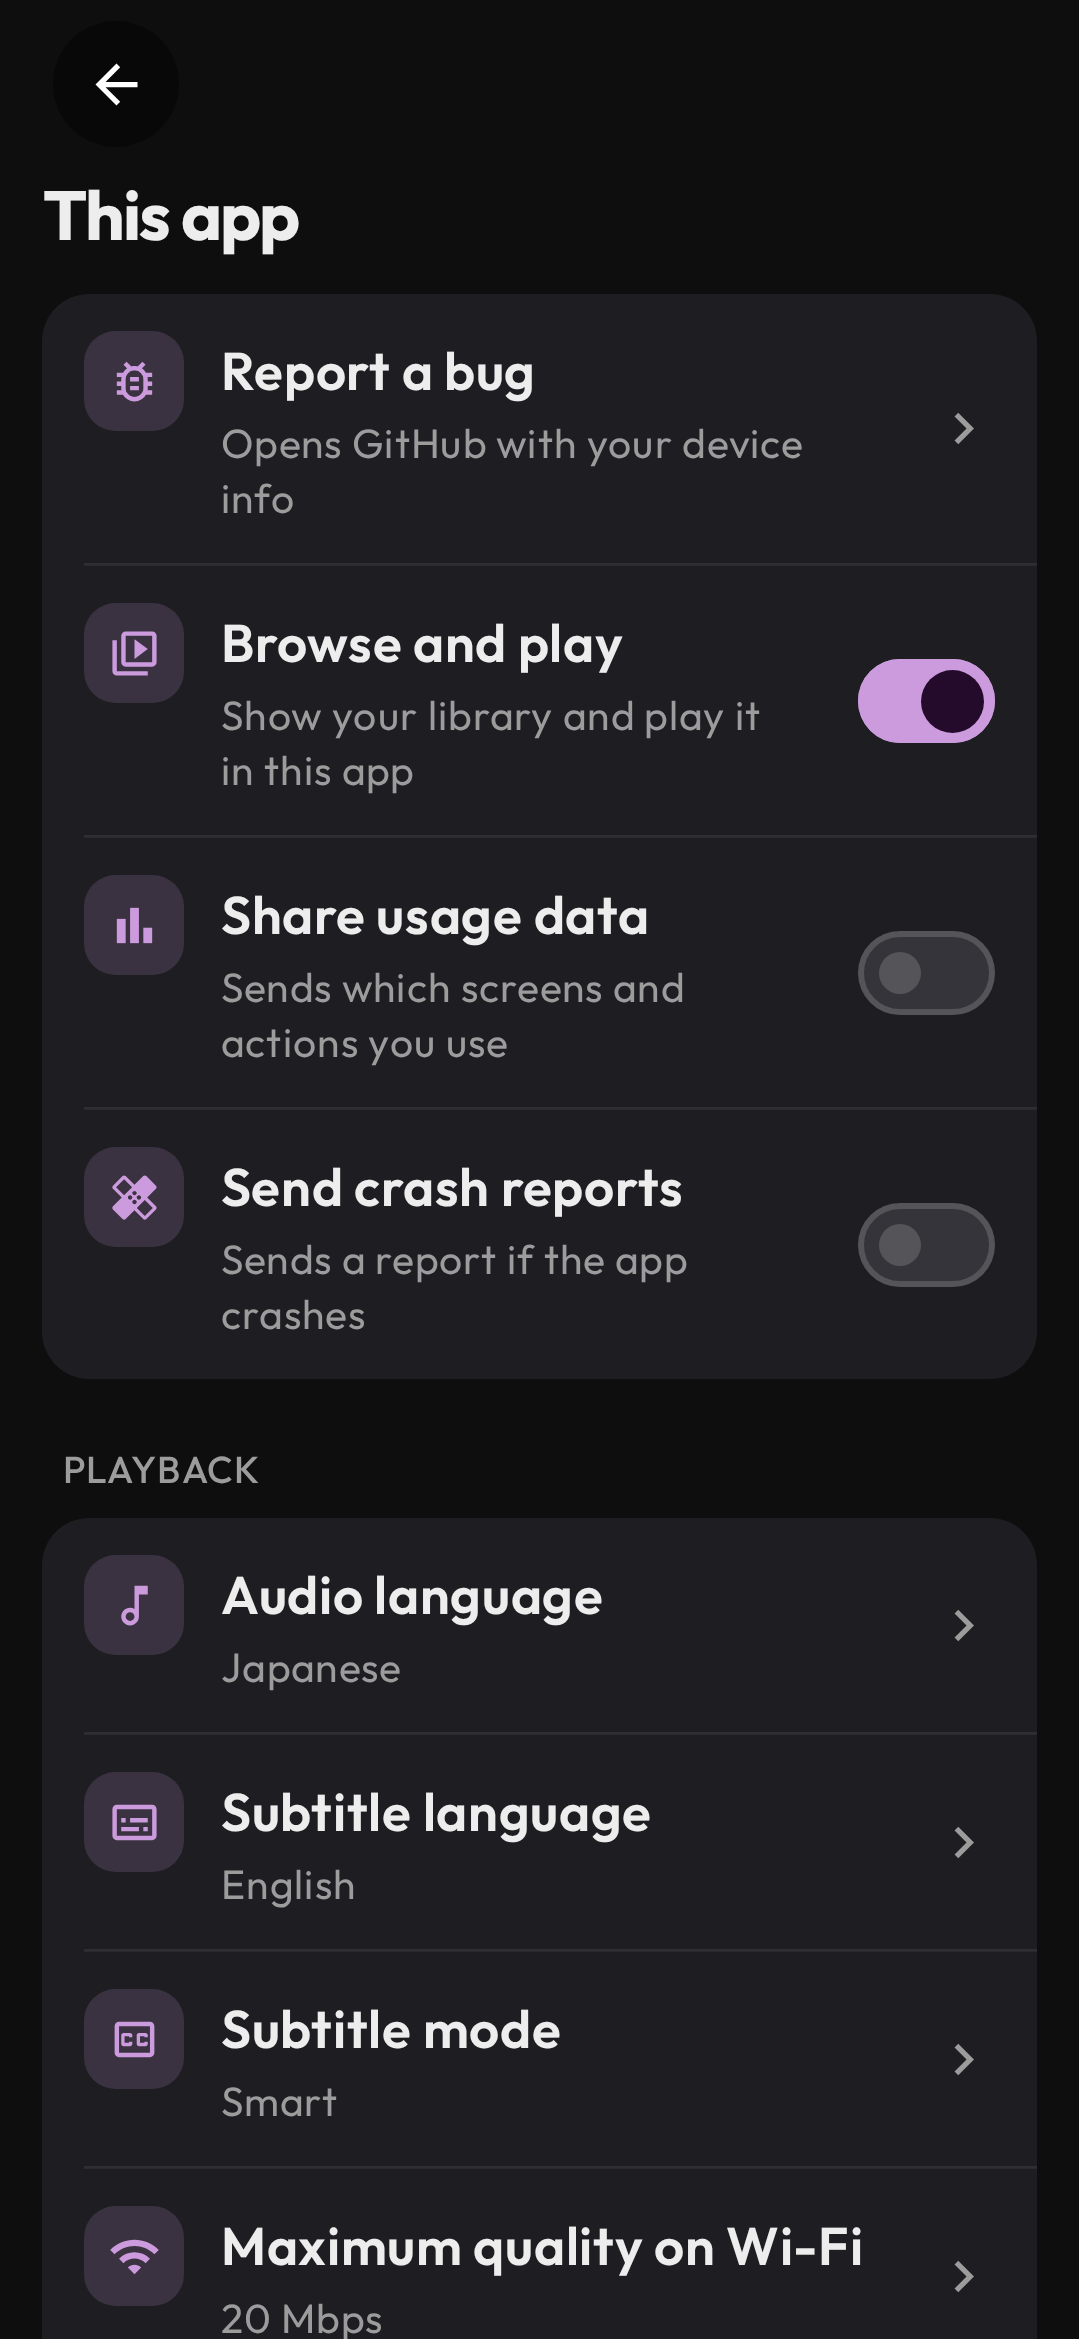 This app
Report a bug
Opens GitHub with your device
info
Browse and play
Show your library and play it
in this app
Share usage data
Sends which screens and
actions you use
Send crash reports
Sends a report if the app
crashes
PLAYBACK
Audio language
Japanese
Subtitle language
English
CC
Subtitle mode
Smart
Maximum quality on Wi-Fi
20 Mbps